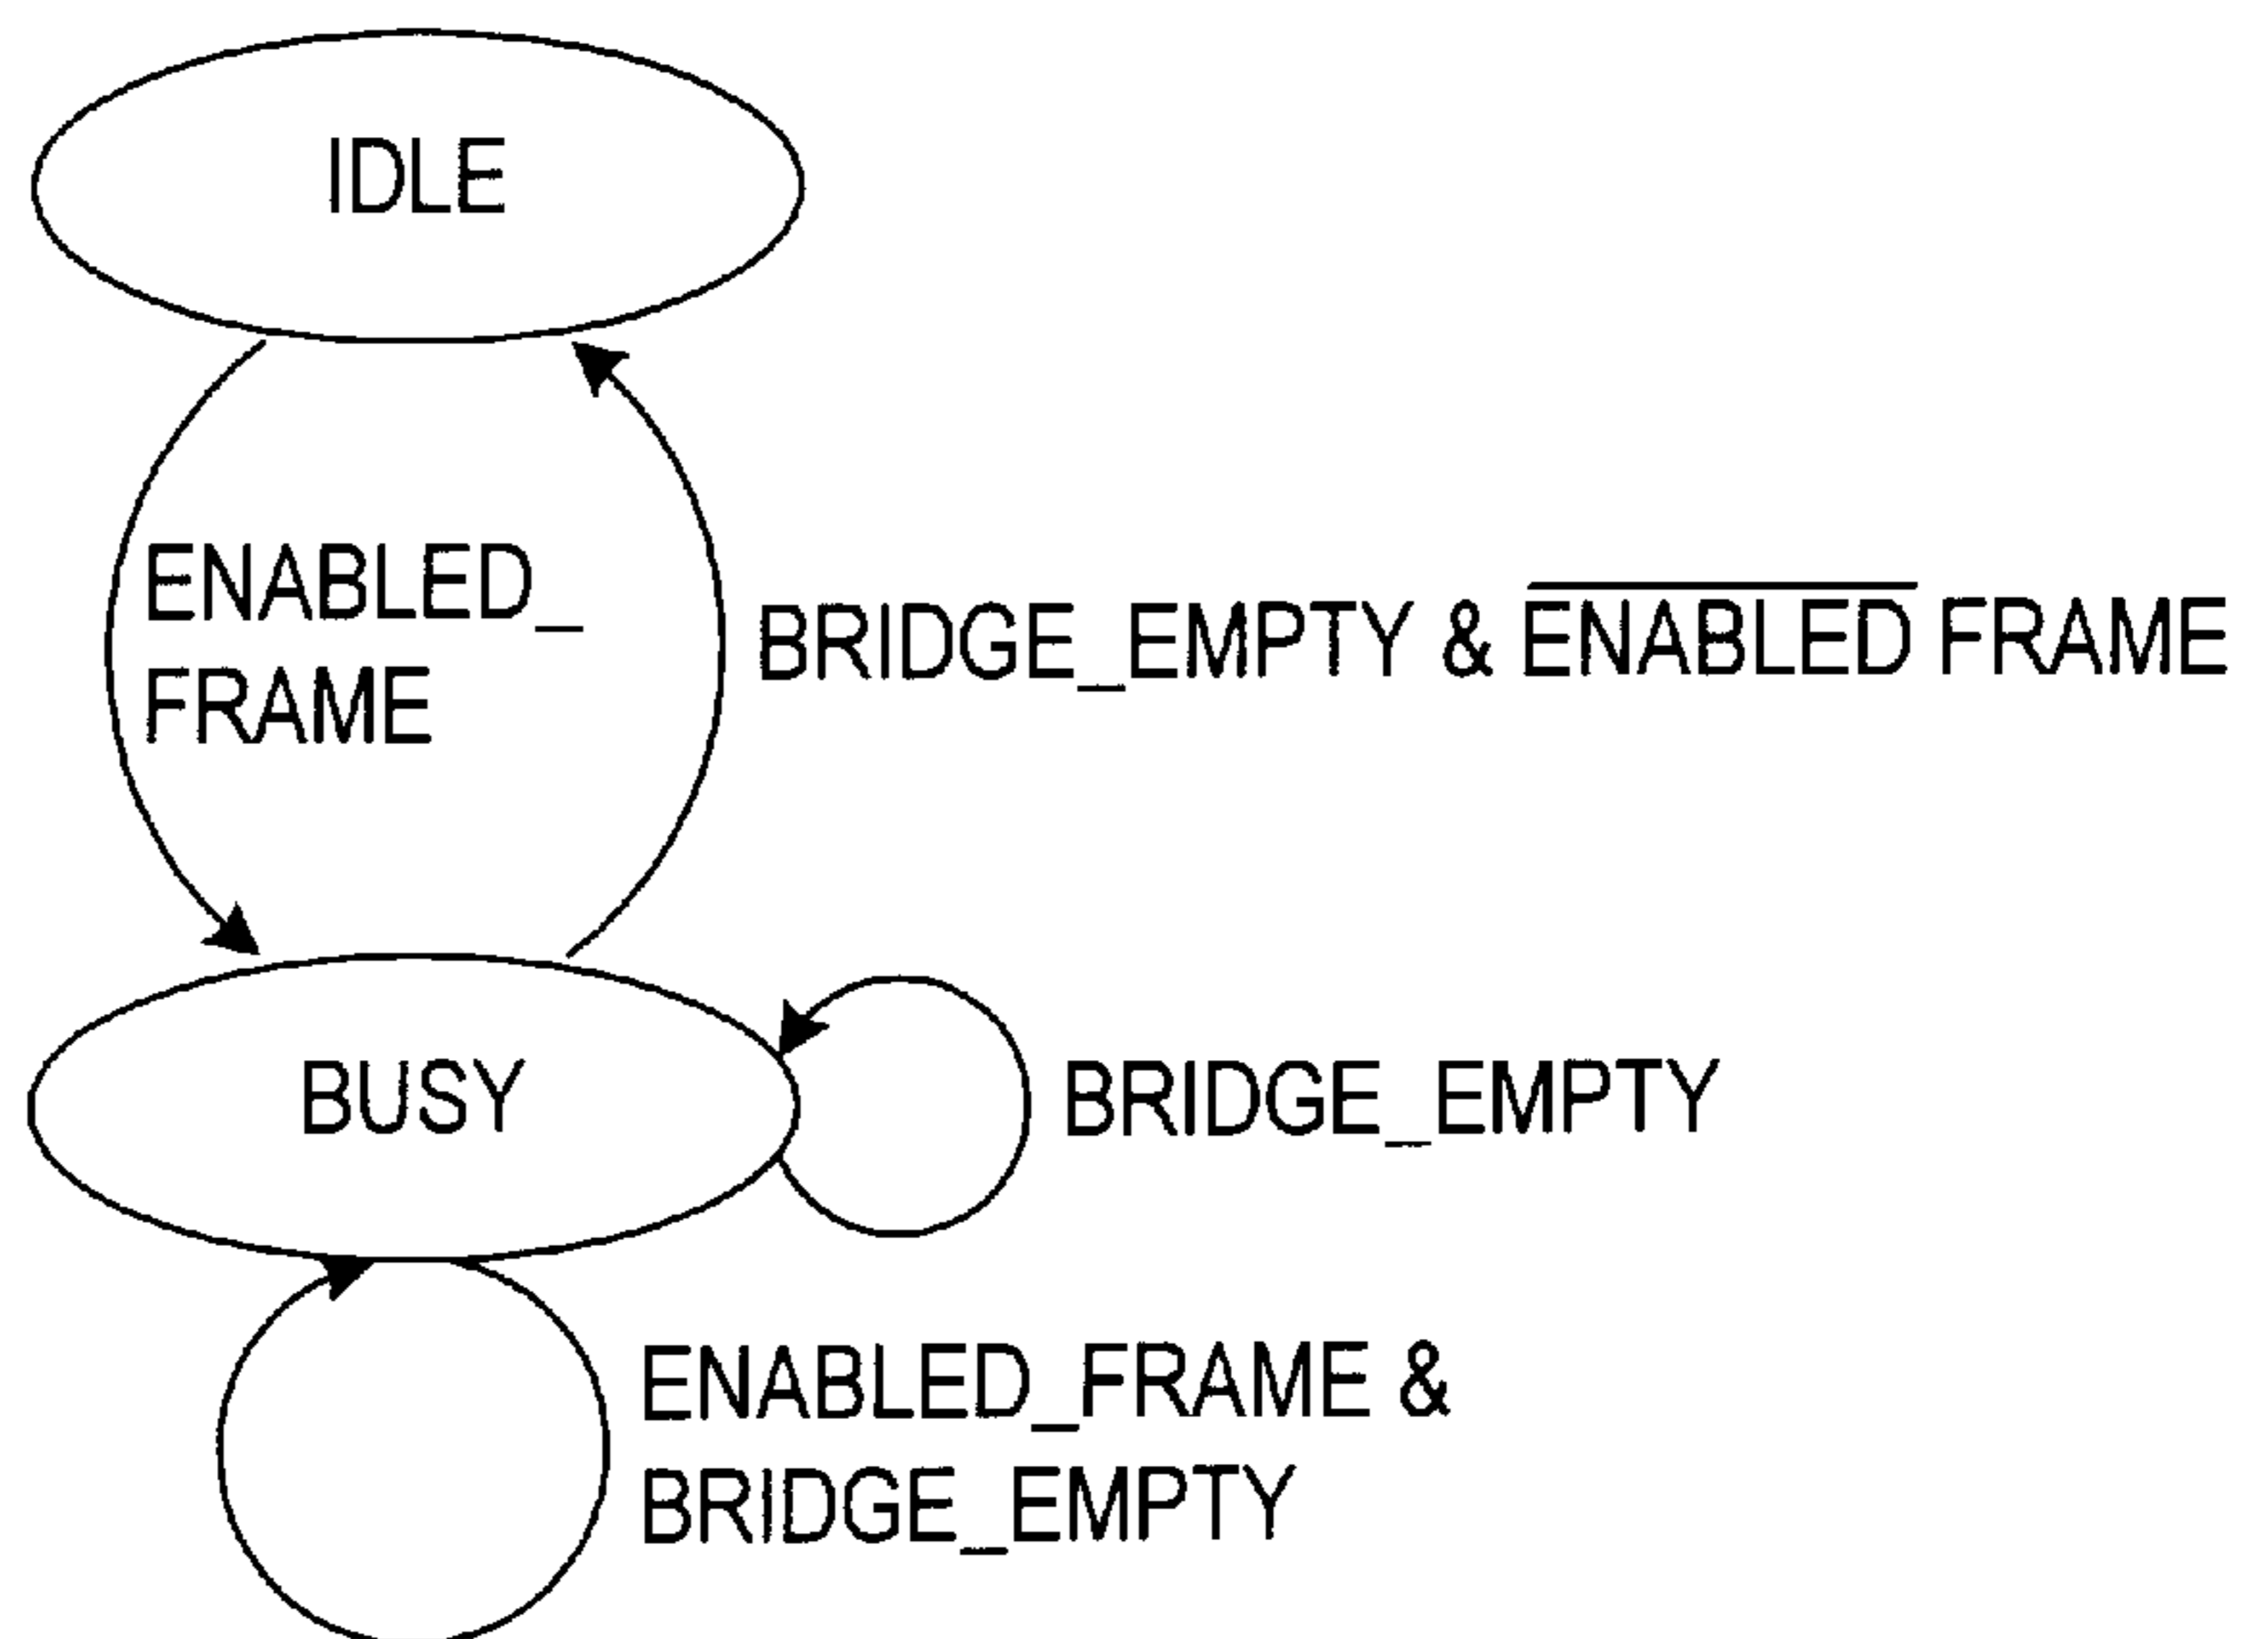 IDLE
ENABLED_
FRAME
BRIDGE_EMPTY & ENABLED FRAME
BUSY
BRIDGE_EMPTY
ENABLED_FRAME &
BRIDGE_EMPTY